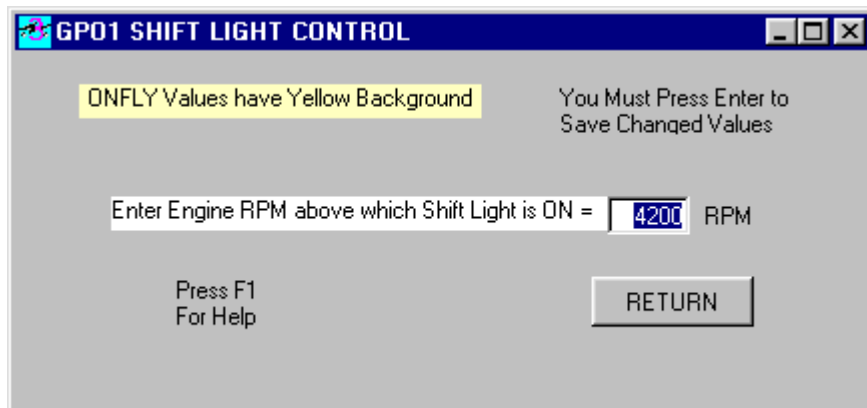 GPO1 SHIFT LIGHT CONTROL
ONFLY Values have Yellow Background
You Must Press Enter to
Save Changed Values
Enter Engine RPM above which Shift Light is ON = 4200 RPM
Press F1
For Help
RETURN